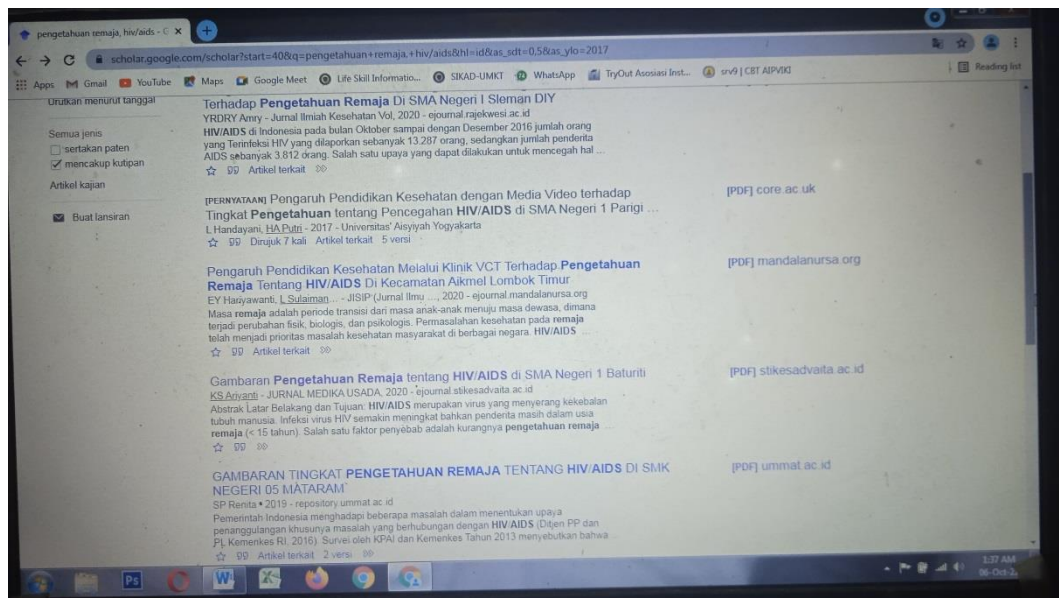 pengetahuan remaja, hiv/aids - G
scholar.google.com/scholar?start=40&q=pengetahuan+remaja,+hiv/aids&hl=id&as_sdt=0,5&as_ylo=2017
Apps Gmail YouTube Maps Google Meet Life Skill Informatio... SIKAD-UMKT WhatsApp TryOut Asosiasi Inst... srv9 | CBT AIPVIKI Reading list
Urutkan menurut tanggal
Semua jenis
sertakan paten
mencakup kutipan
Artikel kajian
Buat lansiran
Terhadap Pengetahuan Remaja Di SMA Negeri I Sleman DIY
YRDRY Amry - Jurnal Ilmiah Kesehatan Vol, 2020 - ejournal.rajekwesi.ac.id
HIV/AIDS di Indonesia pada bulan Oktober sampai dengan Desember 2016 jumlah orang
yang Terinfeksi HIV yang dilaporkan sebanyak 13.287 orang, sedangkan jumlah penderita
AIDS sebanyak 3.812 orang. Salah satu upaya yang dapat dilakukan untuk mencegah hal ...
Artikel terkait
[PERNYATAAN] Pengaruh Pendidikan Kesehatan dengan Media Video terhadap
Tingkat Pengetahuan tentang Pencegahan HIV/AIDS di SMA Negeri 1 Parigi ...
L Handayani, HA Putri - 2017 - Universitas' Aisyiyah Yogyakarta
Dirujuk 7 kali Artikel terkait 5 versi
[PDF] core.ac.uk
Pengaruh Pendidikan Kesehatan Melalui Klinik VCT Terhadap Pengetahuan
Remaja Tentang HIV/AIDS Di Kecamatan Aikmel Lombok Timur
EY Hariyawanti, L Sulaiman... - JISIP (Jurnal Ilmu ..., 2020 - ejournal.mandalanursa.org
Masa remaja adalah periode transisi dari masa anak-anak menuju masa dewasa, dimana
terjadi perubahan fisik, biologis, dan psikologis. Permasalahan kesehatan pada remaja
telah menjadi prioritas masalah kesehatan masyarakat di berbagai negara. HIV/AIDS ...
Artikel terkait
[PDF] mandalanursa.org
Gambaran Pengetahuan Remaja tentang HIV/AIDS di SMA Negeri 1 Baturiti
KS Ariyanti - JURNAL MEDIKA USADA, 2020 - ejournal.stikesadvaita.ac.id
Abstrak Latar Belakang dan Tujuan: HIV/AIDS merupakan virus yang menyerang kekebalan
tubuh manusia. Infeksi virus HIV semakin meningkat bahkan penderita masih dalam usia
remaja (< 15 tahun). Salah satu faktor penyebab adalah kurangnya pengetahuan remaja
[PDF] stikesadvaita.ac.id
GAMBARAN TINGKAT PENGETAHUAN REMAJA TENTANG HIV/AIDS DI SMK
NEGERI 05 MATARAM
SP Renita • 2019 - repository.ummat.ac.id
Pemerintah Indonesia menghadapi beberapa masalah dalam menentukan upaya
penanggulangan khusunya masalah yang berhubungan dengan HIV/AIDS (Ditjen PP dan
PL Kemenkes RI, 2016). Survei oleh KPAI dan Kemenkes Tahun 2013 menyebutkan bahwa...
Artikel terkait 2 versi
[PDF] ummat.ac.id
Ps
1:37 AM
06-Oct-2